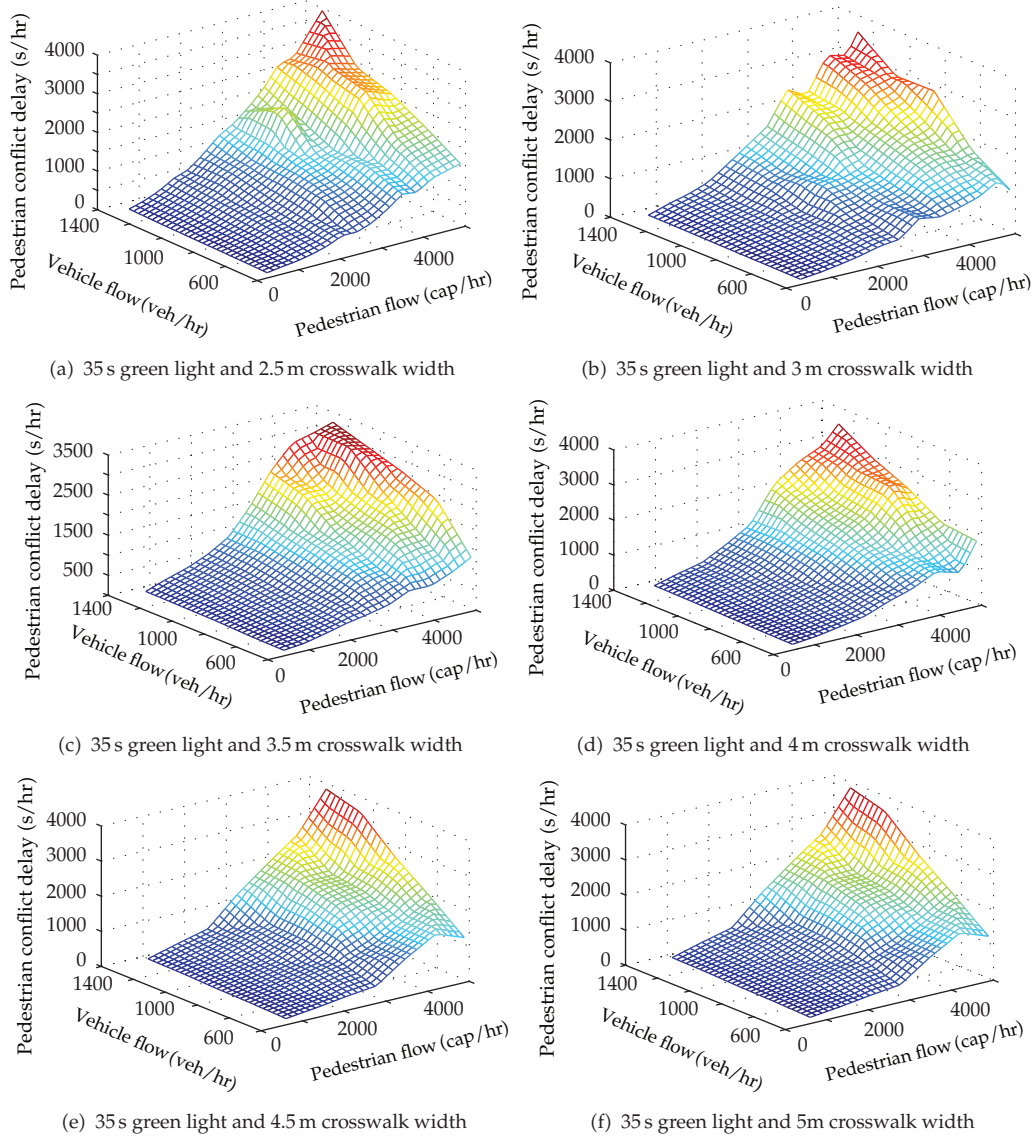 Pedestrian conflict delay (s/hr)
4000
3000
2000
1000
0
1400
1000
600
Vehicle flow (veh/hr)
0
2000
4000
Pedestrian flow (cap/hr)
(a) 35 s green light and 2.5 m crosswalk width
Pedestrian conflict delay (s/hr)
4000
3000
2000
1000
0
1400
1000
600
Vehicle flow (veh/hr)
0
2000
4000
Pedestrian flow (cap/hr)
(b) 35 s green light and 3 m crosswalk width
Pedestrian conflict delay (s/hr)
3500
2500
1500
500
1400
1000
600
Vehicle flow (veh/hr)
0
2000
4000
Pedestrian flow (cap/hr)
(c) 35 s green light and 3.5 m crosswalk width
Pedestrian conflict delay (s/hr)
4000
3000
2000
1000
0
1400
1000
600
Vehicle flow (veh/hr)
0
2000
4000
Pedestrian flow (cap/hr)
(d) 35 s green light and 4 m crosswalk width
Pedestrian conflict delay (s/hr)
4000
3000
2000
1000
0
1400
1000
600
Vehicle flow (veh/hr)
0
2000
4000
Pedestrian flow (cap/hr)
(e) 35 s green light and 4.5 m crosswalk width
Pedestrian conflict delay (s/hr)
4000
3000
2000
1000
0
1400
1000
600
Vehicle flow (veh/hr)
0
2000
4000
Pedestrian flow (cap/hr)
(f) 35 s green light and 5m crosswalk width